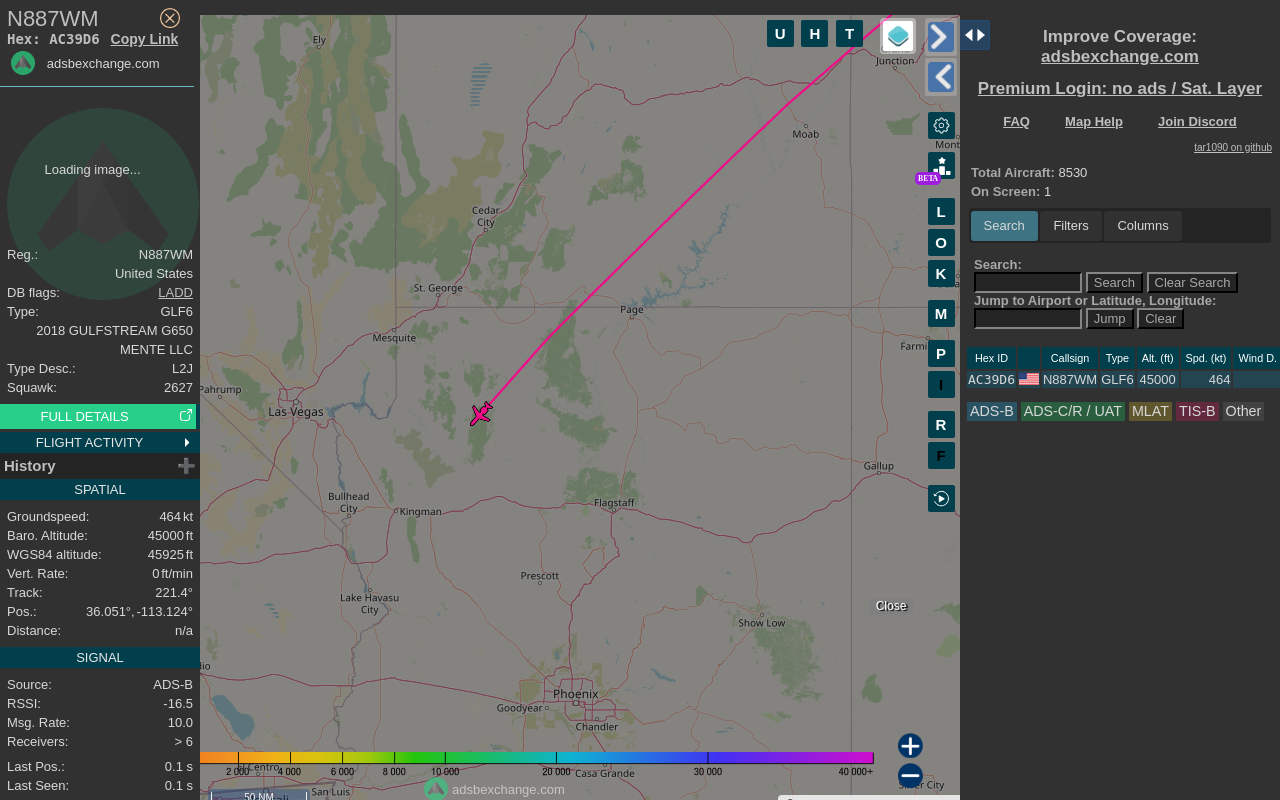 N887WM
Hex: AC39D6 Copy Link
adsbexchange.com
Loading image...
Reg.: N887WM
United States
DB flags: LADD
Type: GLF6
2018 GULFSTREAM G650
MENTE LLC
Type Desc.: L2J
Squawk: 2627
FULL DETAILS
FLIGHT ACTIVITY
History
SPATIAL
Groundspeed: 464 kt
Baro. Altitude: 45000 ft
WGS84 altitude: 45925 ft
Vert. Rate: 0 ft/min
Track: 221.4°
Pos.: 36.051°, -113.124°
Distance: n/a
SIGNAL
Source: ADS-B
RSSI: -16.5
Msg. Rate: 10.0
Receivers: > 6
Last Pos.: 0.1 s
Last Seen: 0.1 s
U H T
Ely
Junction
Moab
Mont
BETA
Cedar
City
L
O
K
St. George
Page
M
Mesquite
Farmi
P
Pahrump
I
Las Vegas
R
F
Gallup
Bullhead
City
Kingman
Flagstaff
Prescott
Lake Havasu
City
Close
Show Low
dio
Phoenix
Goodyear
Chandler
2 000 4 000 6 000 8 000 10 000 20 000 30 000 40 000+
El Centro
Casa Grande
Silver City
San Luis
adsbexchange.com
50 NM
Improve Coverage:
adsbexchange.com
Premium Login: no ads / Sat. Layer
FAQ Map Help Join Discord
tar1090 on github
Total Aircraft: 8530
On Screen: 1
Search Filters Columns
Search:
Search Clear Search
Jump to Airport or Latitude, Longitude:
Jump Clear
Hex ID Callsign Type Alt. (ft) Spd. (kt) Wind D.
AC39D6 N887WM GLF6 45000 464
ADS-B ADS-C/R / UAT MLAT TIS-B Other